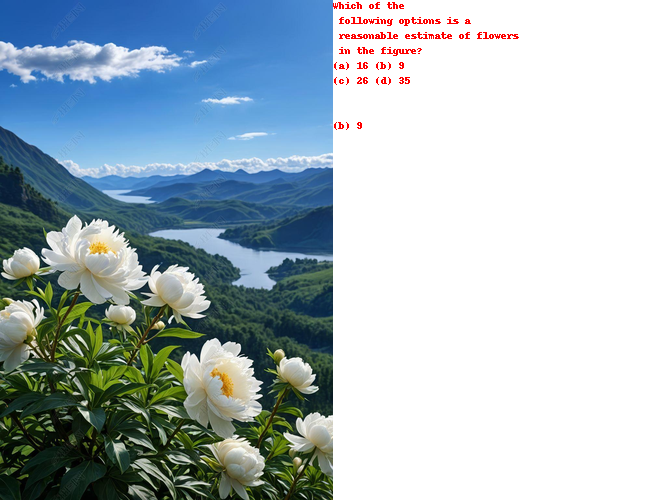 Which of the
following options is a
reasonable estimate of flowers
in the figure?
(a) 16 (b) 9
(c) 26 (d) 35
(b) 9